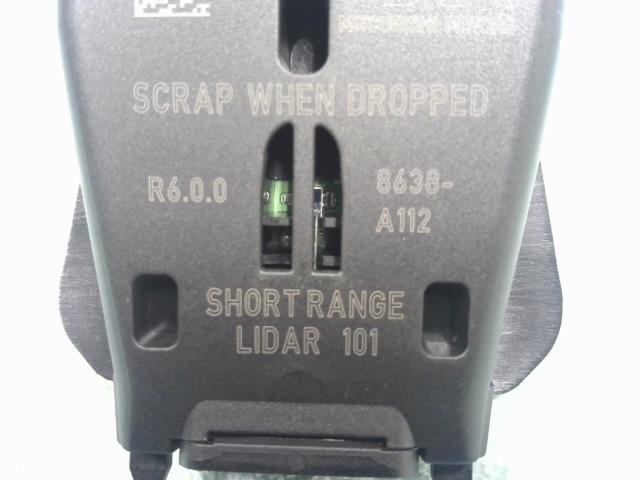 SCRAP WHEN DROPPED
R6.0.0
8638-
A112
SHORT RANGE
LIDAR 101